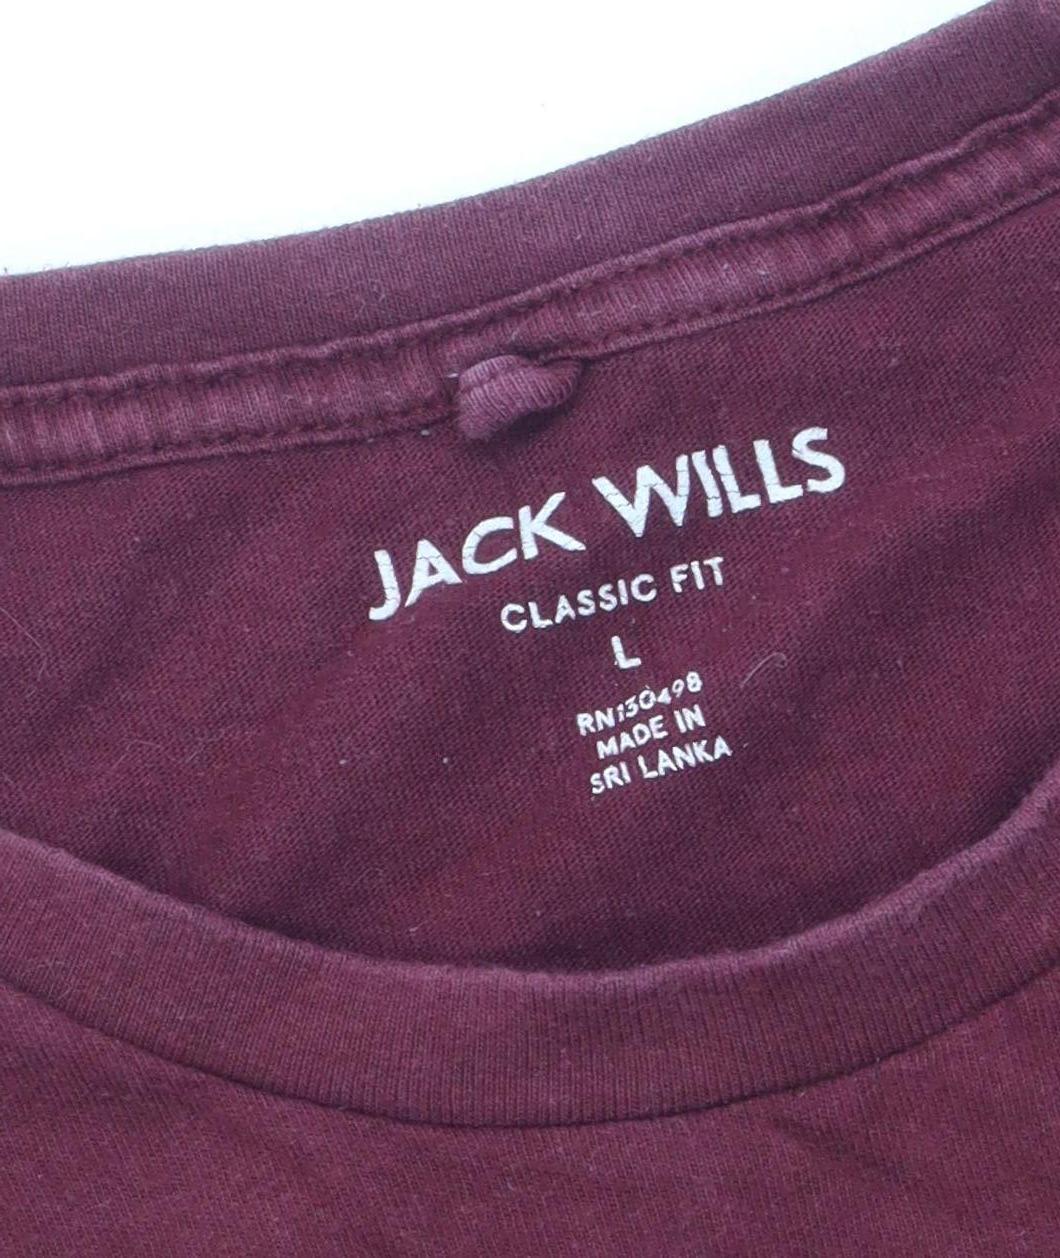 JACK WILLS
CLASSIC FIT
L
RN130498
MADE IN
SRI LANKA